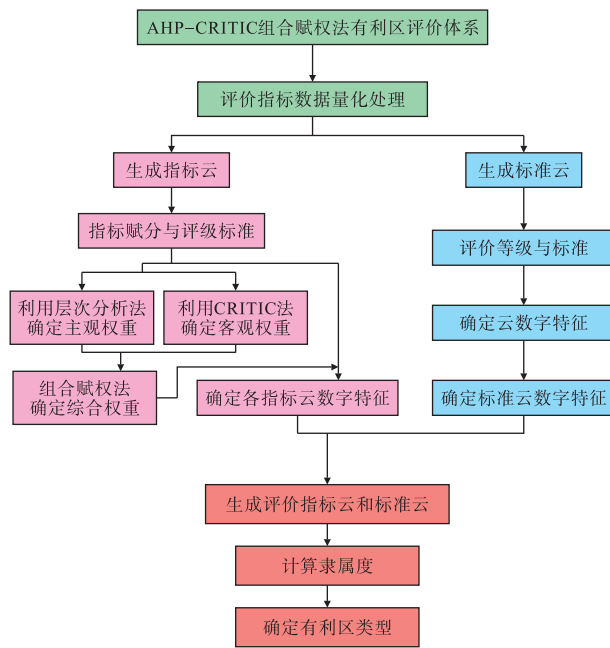 AHP-CRITIC组合赋权法有利区评价体系
评价指标数据量化处理
生成指标云
生成标准云
指标赋分与评级标准
评价等级与标准
利用层次分析法
确定主观权重
利用CRITIC法
确定客观权重
确定云数字特征
组合赋权法
确定综合权重
确定各指标云数字特征
确定标准云数字特征
生成评价指标云和标准云
计算隶属度
确定有利区类型